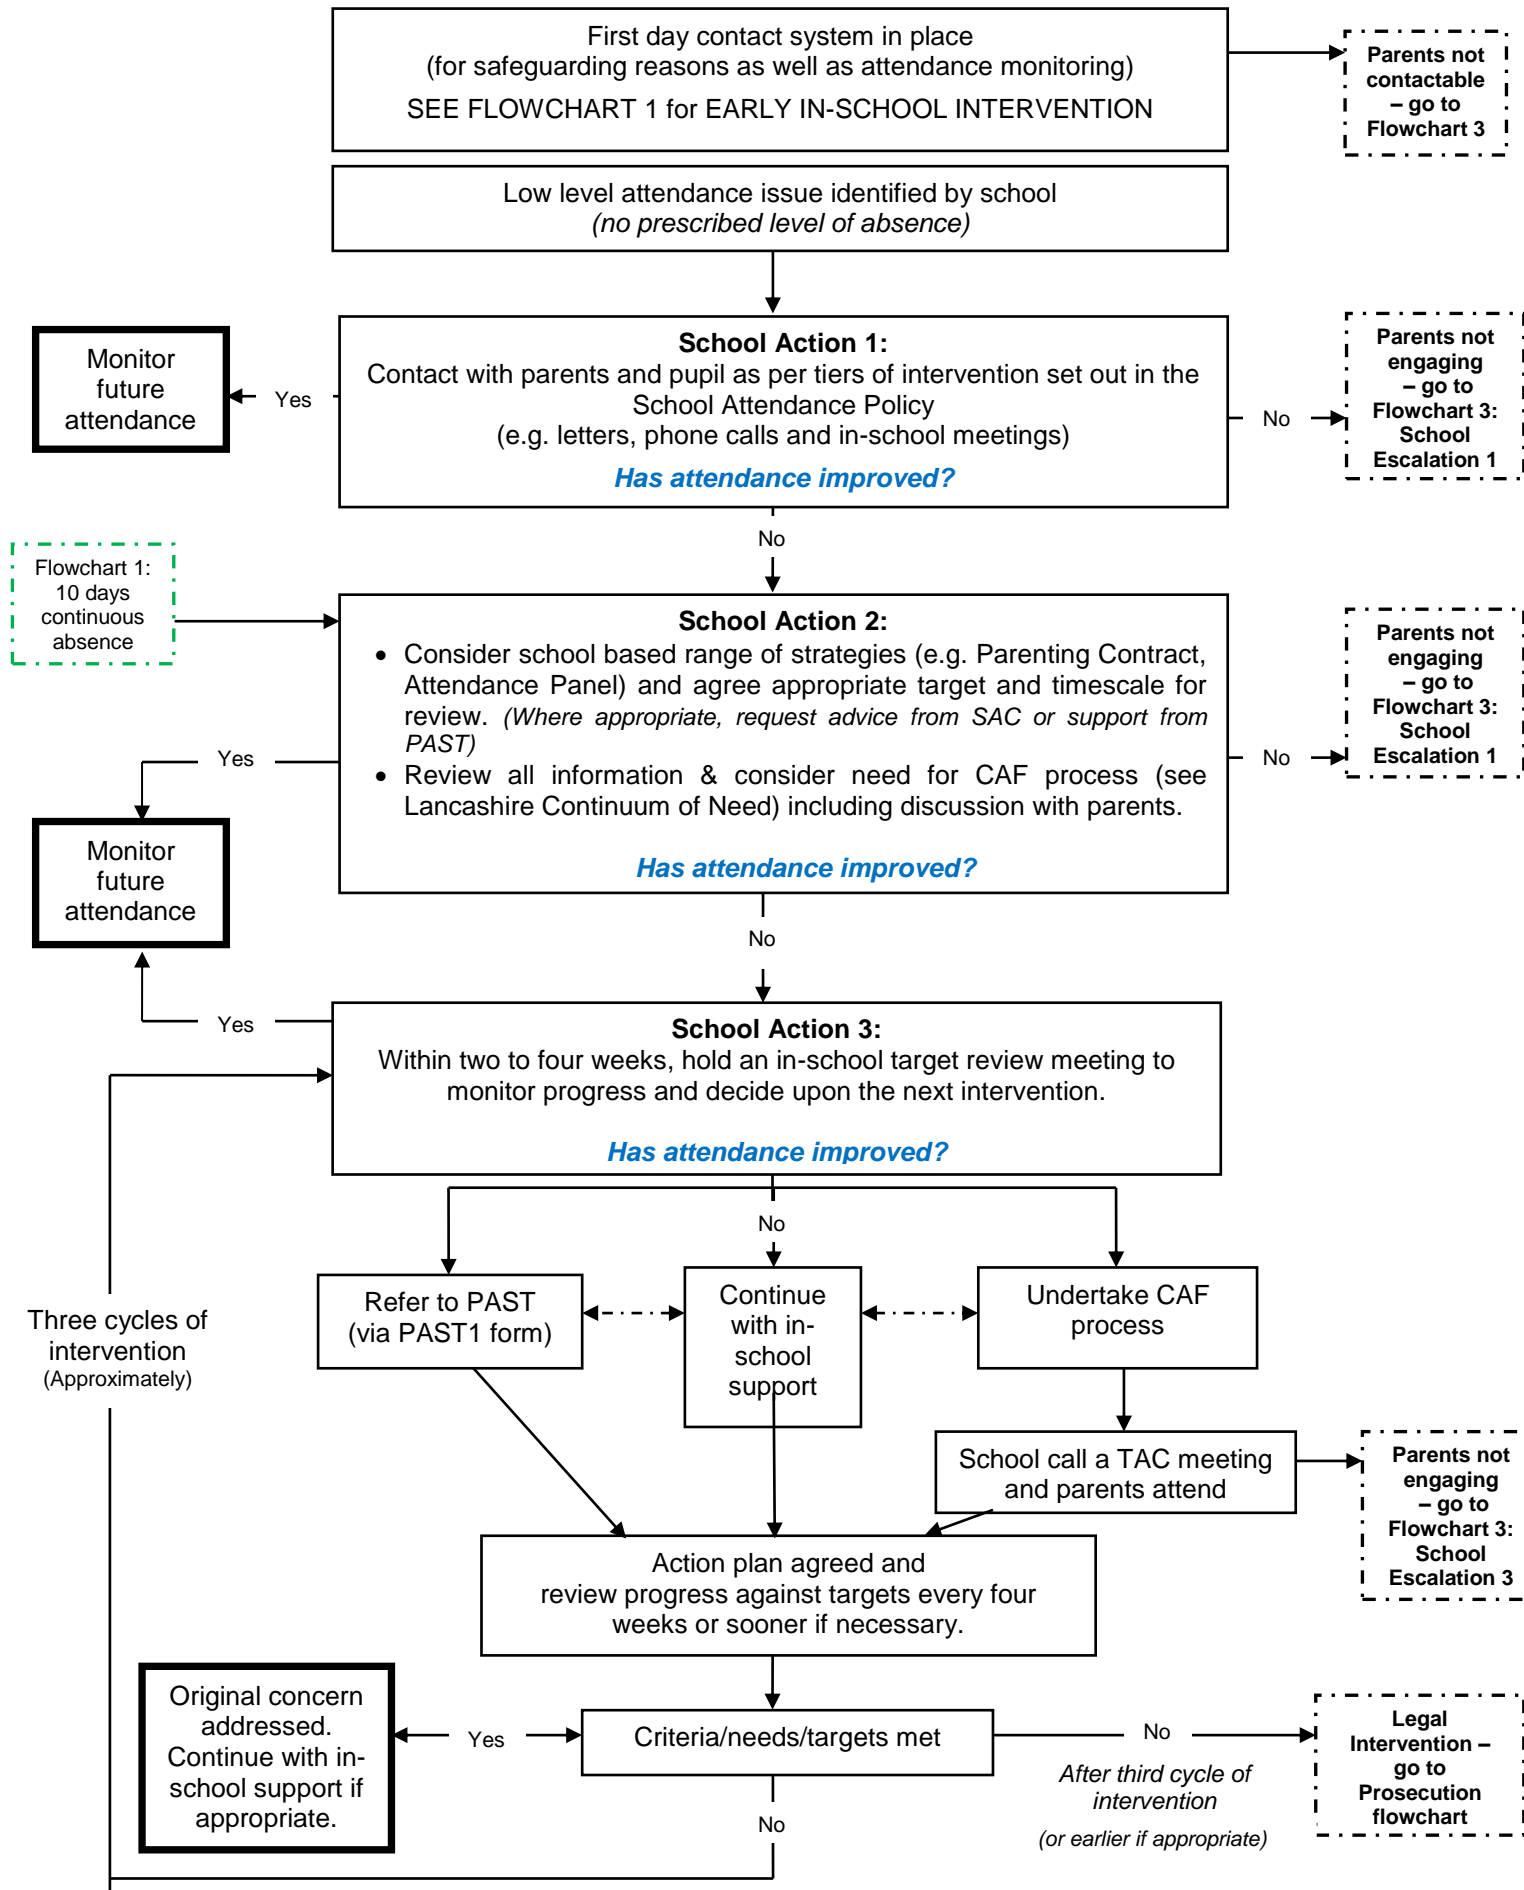 First day contact system in place
(for safeguarding reasons as well as attendance monitoring)
SEE FLOWCHART 1 for EARLY IN-SCHOOL INTERVENTION
Parents not
contactable
– go to
Flowchart 3
Low level attendance issue identified by school
(no prescribed level of absence)
Monitor
future
attendance
Yes
School Action 1:
Contact with parents and pupil as per tiers of intervention set out in the
School Attendance Policy
(e.g. letters, phone calls and in-school meetings)
Has attendance improved?
No
Parents not
engaging
– go to
Flowchart 3:
School
Escalation 1
No
Flowchart 1:
10 days
continuous
absence
School Action 2:
• Consider school based range of strategies (e.g. Parenting Contract,
Attendance Panel) and agree appropriate target and timescale for
review. (Where appropriate, request advice from SAC or support from
PAST)
• Review all information & consider need for CAF process (see
Lancashire Continuum of Need) including discussion with parents.
Has attendance improved?
No
Parents not
engaging
– go to
Flowchart 3:
School
Escalation 1
Yes
Monitor
future
attendance
No
Yes
School Action 3:
Within two to four weeks, hold an in-school target review meeting to
monitor progress and decide upon the next intervention.
Has attendance improved?
No
Three cycles of
intervention
(Approximately)
Refer to PAST
(via PAST1 form)
Continue
with in-
school
support
Undertake CAF
process
School call a TAC meeting
and parents attend
Parents not
engaging
– go to
Flowchart 3:
School
Escalation 3
Action plan agreed and
review progress against targets every four
weeks or sooner if necessary.
Original concern
addressed.
Continue with in-
school support if
appropriate.
Yes
Criteria/needs/targets met
No
After third cycle of
intervention
(or earlier if appropriate)
Legal
Intervention –
go to
Prosecution
flowchart
No